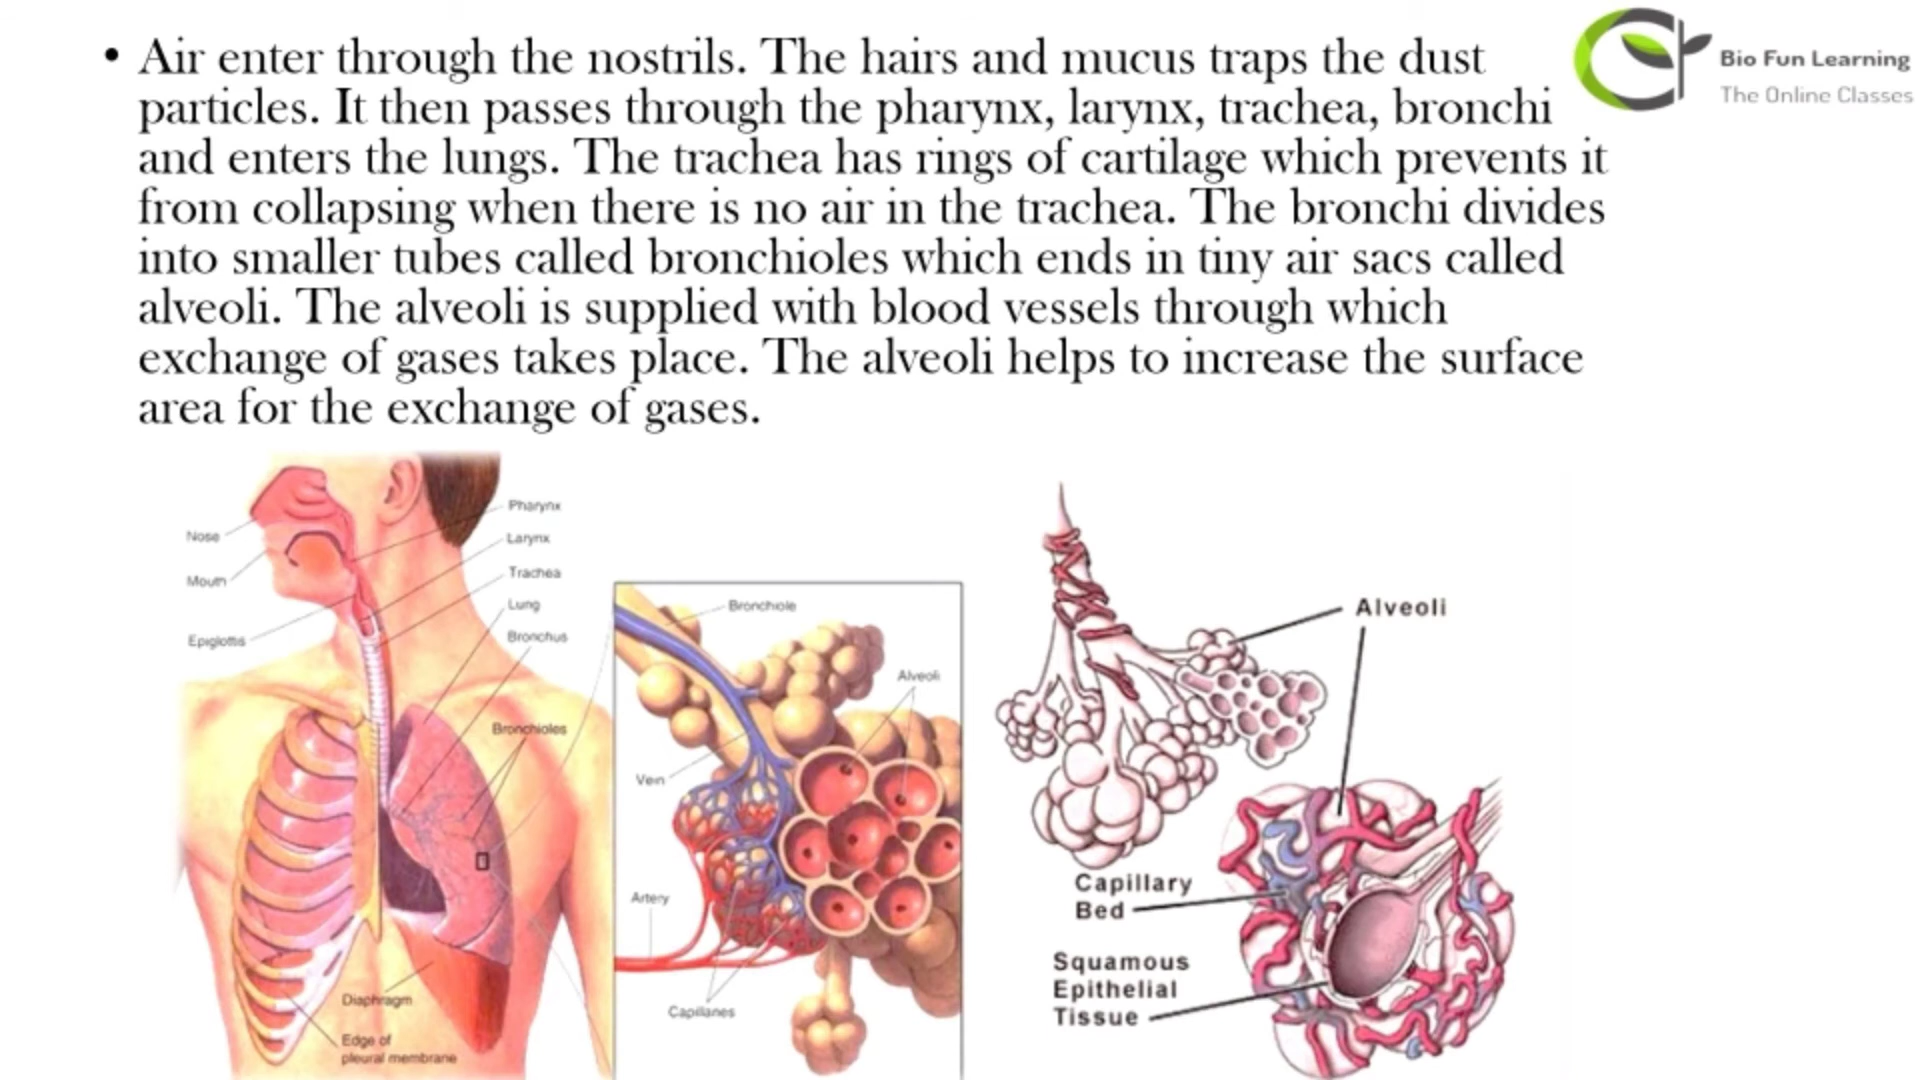 • Air enter through the nostrils. The hairs and mucus traps the dust
particles. It then passes through the pharynx, larynx, trachea, bronchi
and enters the lungs. The trachea has rings of cartilage which prevents it
from collapsing when there is no air in the trachea. The bronchi divides
into smaller tubes called bronchioles which ends in tiny air sacs called
alveoli. The alveoli is supplied with blood vessels through which
exchange of gases takes place. The alveoli helps to increase the surface
area for the exchange of gases.
Bio Fun Learning
The Online Classes
Nose
Mouth
Epiglottis
Pharynx
Larynx
Trachea
Lung
Bronchus
Bronchioles
Diaphragm
Edge of
pleural membrane
Bronchiole
Alveoli
Vein
Artery
Capillaries
Alveoli
Capillary
Bed
Squamous
Epithelial
Tissue